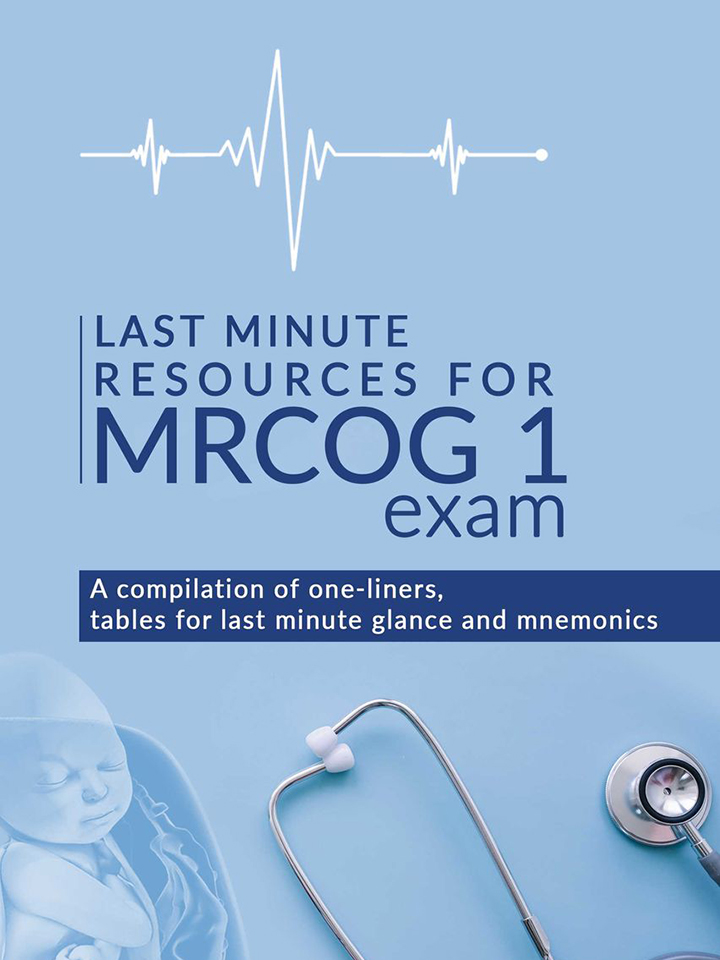 LAST MINUTE
RESOURCES FOR
MRCOG 1
exam
A compilation of one-liners,
tables for last minute glance and mnemonics